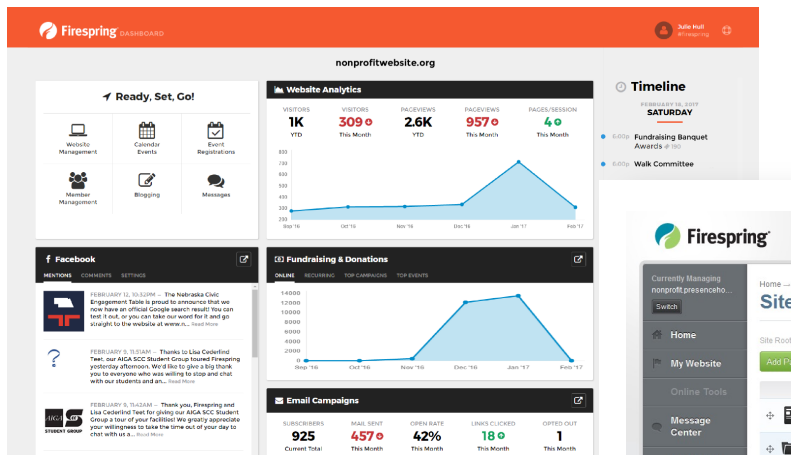 Firespring DASHBOARD
Julie Hull
@firespring
nonprofitwebsite.org
Ready, Set, Go!
Website
Management
Calendar
Events
Event
Registrations
Member
Management
Blogging
Messages
Website Analytics
VISITORS VISITORS PAGEVIEWS PAGEVIEWS PAGES/SESSION
1K 309 2.6K 957 4
YTD This Month YTD This Month This Month
800
700
600
500
400
300
200
Sep '16 Oct '16 Nov '16 Dec '16 Jan '17 Feb '17
Timeline
FEBRUARY 18, 2017
SATURDAY
6:00p Fundraising Banquet
Awards @ 180
6:00p Walk Committee
Facebook
MENTIONS COMMENTS SETTINGS
FEBRUARY 12, 10:32PM — The Nebraska Civic
Engagement Table is proud to announce that we
now have an official Google search result! You can
test it out, or you can take our word for it and go
straight to the website at www.n... Read More
FEBRUARY 9, 11:51AM — Thanks to Lisa Cederlind
Teet, our AIGA SCC Student Group toured Firespring
yesterday afternoon. We'd like to give a big thank
you to everyone who was willing to stop and chat
with our students and an... Read More
AIGA
STUDENT GROUP
FEBRUARY 9, 11:42AM — Thank you, Firespring and
Lisa Cederlind Teet for giving our AIGA SCC Student
Group a tour of your facilities! We greatly appreciate
your willingness to take the time out of your day to
chat with us a... Read More
Fundraising & Donations
ONLINE RECURRING TOP CAMPAIGNS TOP EVENTS
14000
12000
10000
8000
6000
4000
2000
0
Sep '16 Oct '16 Nov '16 Dec '16 Jan '17 Feb '17
Email Campaigns
SUBSCRIBERS MAIL SENT OPEN RATE LINKS CLICKED OPTED OUT
925 457 42% 18 1
Current Total This Month This Month This Month This Month
Firespring
Currently Managing
nonprofit.presenceho...
Switch
Home
My Website
Online Tools
Message
Center
Home
Site
Site Root
Add Pa